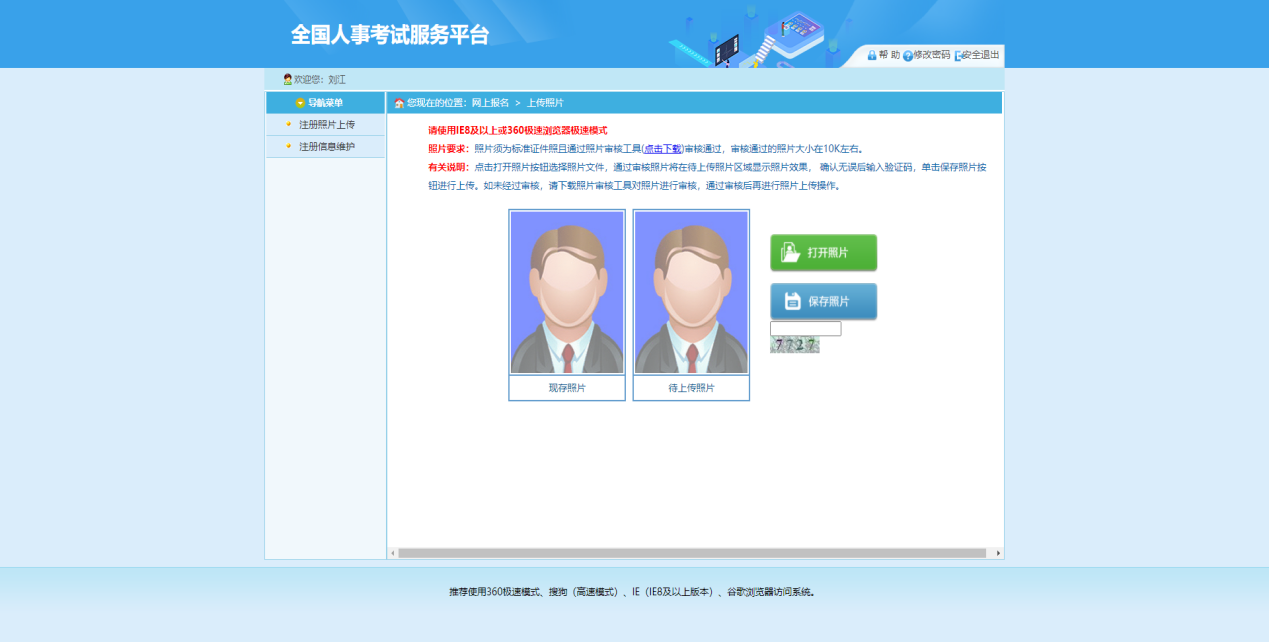 全国人事考试服务平台
帮 助 修改密码 安全退出
欢迎您: 刘江
导航菜单
注册照片上传
注册信息维护
您现在的位置: 网上报名 > 上传照片
请使用IE8及以上或360极速浏览器极速模式
照片要求: 照片须为标准证件照且通过照片审核工具(点击下载)审核通过，审核通过的照片大小在10K左右。
有关说明: 点击打开照片按钮选择照片文件，通过审核照片将在待上传照片区域显示照片效果， 确认无误后输入验证码，单击保存照片按
钮进行上传。如未经过审核，请下载照片审核工具对照片进行审核，通过审核后再进行照片上传操作。
打开照片
保存照片
7727
现存照片
待上传照片
推荐使用360极速模式、搜狗（高速模式）、IE（IE8及以上版本）、谷歌浏览器访问系统。